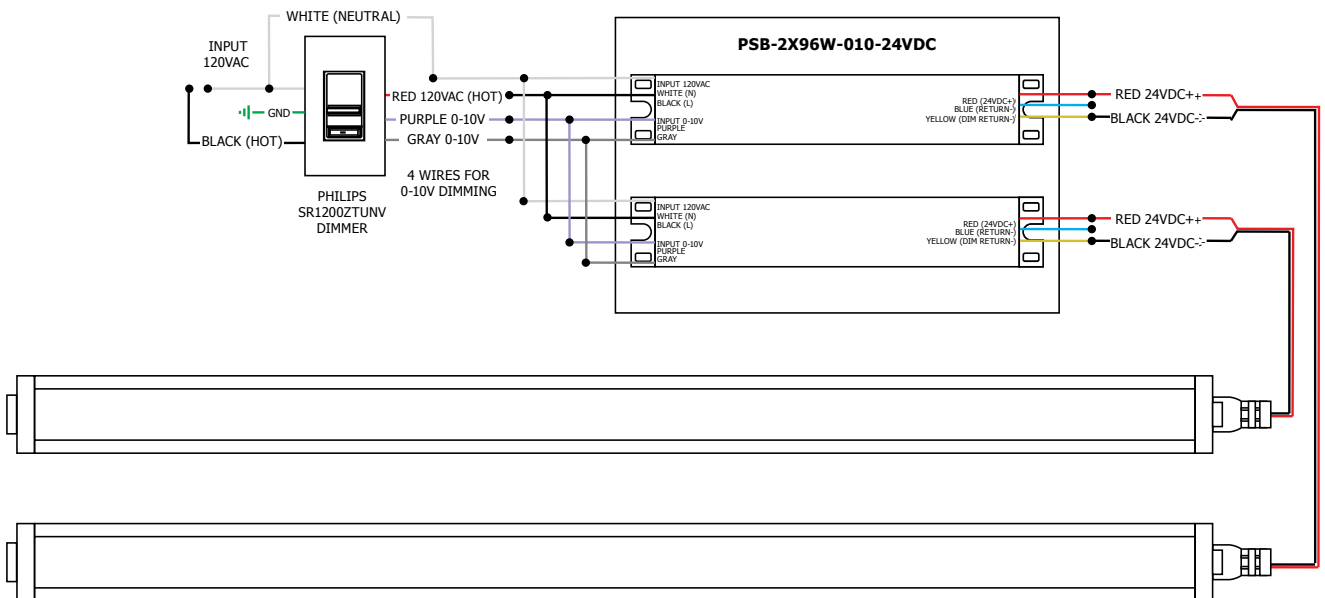 WHITE (NEUTRAL)
INPUT
120VAC
GND
BLACK (HOT)
PHILIPS
SR1200ZTUNV
DIMMER
RED 120VAC (HOT)
PURPLE 0-10V
GRAY 0-10V
4 WIRES FOR
0-10V DIMMING
PSB-2X96W-010-24VDC
INPUT 120VAC
WHITE (N)
BLACK (L)
INPUT 0-10V
PURPLE
GRAY
RED (24VDC+)
BLUE (RETURN-)
YELLOW (DIM RETURN-)
RED 24VDC++
BLACK 24VDC--
INPUT 120VAC
WHITE (N)
BLACK (L)
INPUT 0-10V
PURPLE
GRAY
RED (24VDC+)
BLUE (RETURN-)
YELLOW (DIM RETURN-)
RED 24VDC++
BLACK 24VDC--